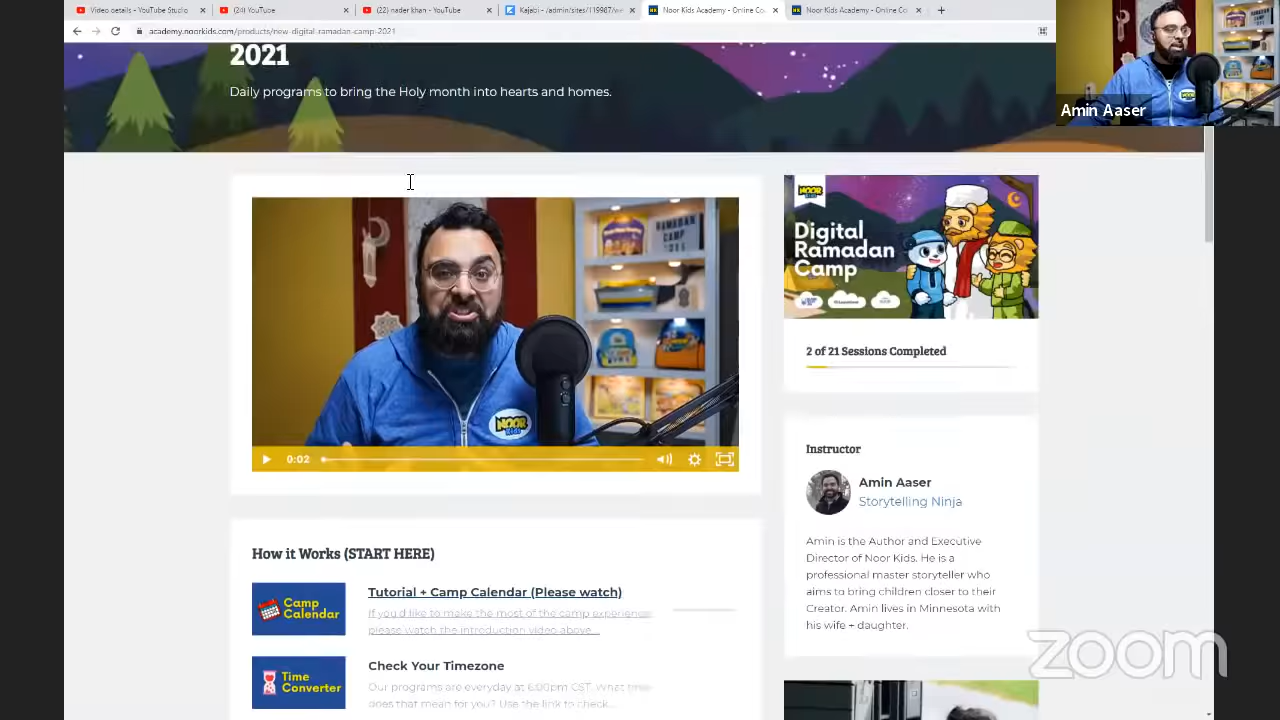 Video details - YouTube Studio
(24) YouTube
(22) nader khan - YouTube
Kajabi - /admin/sites/119987/w
Noor Kids Academy - Online Co
Noor Kids Academy - Online Co
academy.noorkids.com/products/new-digital-ramadan-camp-2021
Amin Aaser
2021
Daily programs to bring the Holy month into hearts and homes.
RAMADAN
CAMP
NOOR
KIDS
0:02
NOOR
KIDS
Digital
Ramadan
Camp
2 of 21 Sessions Completed
Instructor
Amin Aaser
Storytelling Ninja
Amin is the Author and Executive
Director of Noor Kids. He is a
professional master storyteller who
aims to bring children closer to their
Creator. Amin lives in Minnesota with
his wife + daughter.
How it Works (START HERE)
Camp
Calendar
Tutorial + Camp Calendar (Please watch)
If you'd like to make the most of the camp experience,
please watch the introduction video above...
Time
Converter
Check Your Timezone
Our programs are everyday at 6:00pm CST. What time
does that mean for you? Use the link to check...
zoom